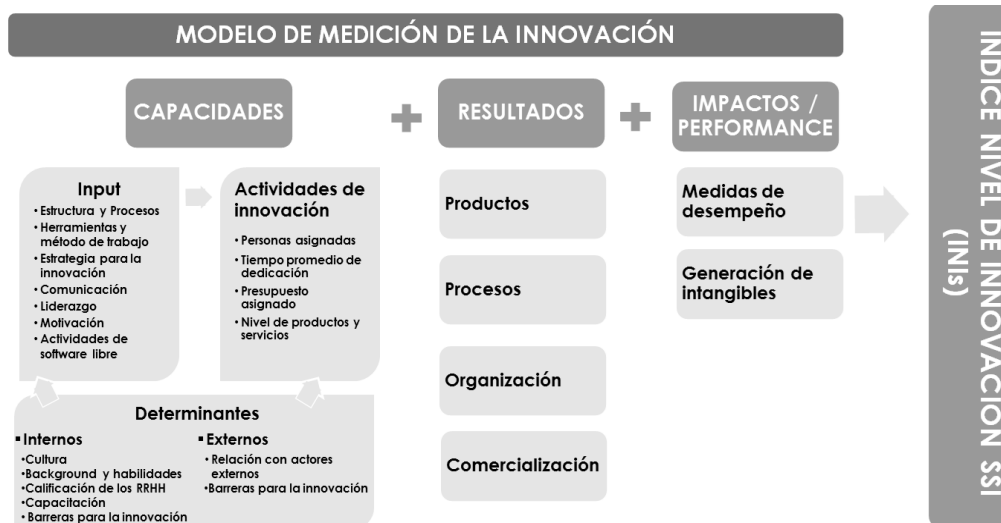 MODELO DE MEDICIÓN DE LA INNOVACIÓN
CAPACIDADES
+
RESULTADOS
+
IMPACTOS /
PERFORMANCE
Input
• Estructura y Procesos
• Herramientas y
método de trabajo
• Estrategia para la
innovación
• Comunicación
• Liderazgo
• Motivación
• Actividades de
software libre
Actividades de
innovación
• Personas asignadas
• Tiempo promedio de
dedicación
• Presupuesto
asignado
• Nivel de productos y
servicios
Determinantes
▪ Internos
•Cultura
•Background y habilidades
•Calificación de los RRHH
•Capacitación
• Barreras para la innovación
▪ Externos
• Relación con actores
externos
•Barreras para la innovación
Productos
Procesos
Organización
Comercialización
Medidas de
desempeño
Generación de
intangibles
INDICE NIVEL DE INNOVACION SSI
(INIs)